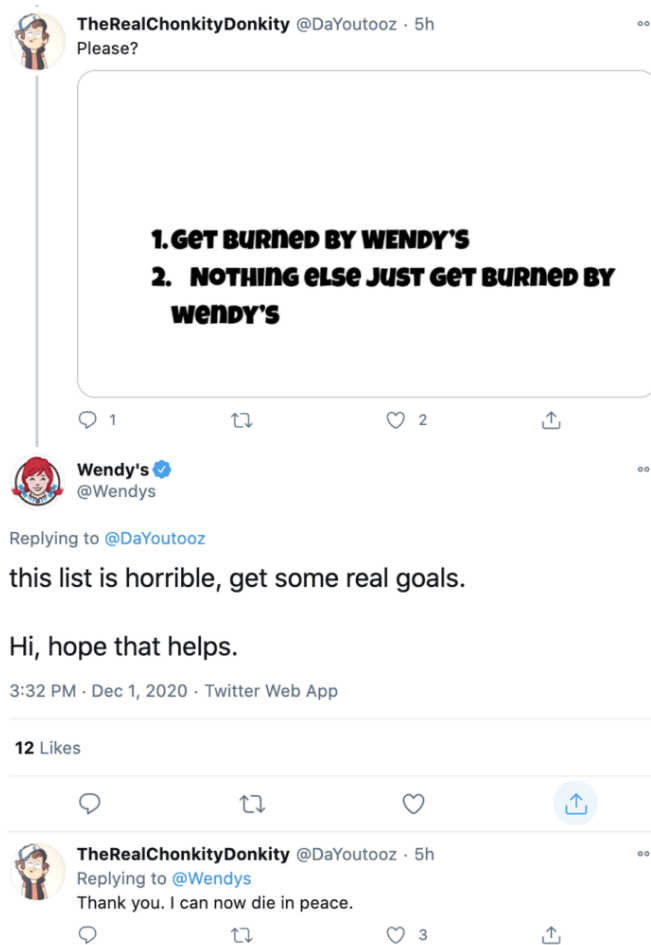 TheRealChonkityDonkity @DaYoutooz · 5h
Please?
1. GET BURNED BY WENDY'S
2. NOTHING ELSE JUST GET BURNED BY
WENDY'S
1 2
Wendy's
@Wendys
Replying to @DaYoutooz
this list is horrible, get some real goals.
Hi, hope that helps.
3:32 PM · Dec 1, 2020 · Twitter Web App
12 Likes
TheRealChonkityDonkity @DaYoutooz · 5h
Replying to @Wendys
Thank you. I can now die in peace.
3